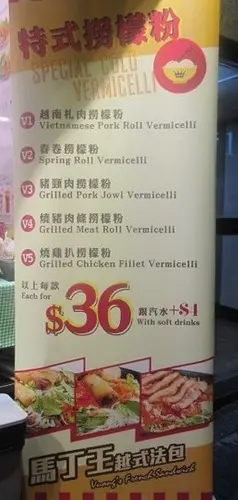 特式撈檬粉
SPECIAL COLD
VERMICELLI
V1 越南札肉撈檬粉
Vietnamese Pork Roll Vermicelli
V2 春卷撈檬粉
Spring Roll Vermicelli
V3 豬頸肉撈檬粉
Grilled Pork Jowl Vermicelli
V4 燒豬肉條撈檬粉
Grilled Meat Roll Vermicelli
V5 燒雞扒撈檬粉
Grilled Chicken Fillet Vermicelli
以上每款
Each for
$36
跟汽水+$4
With soft drinks
馬丁王越式法包
Vuong's French Sandwich